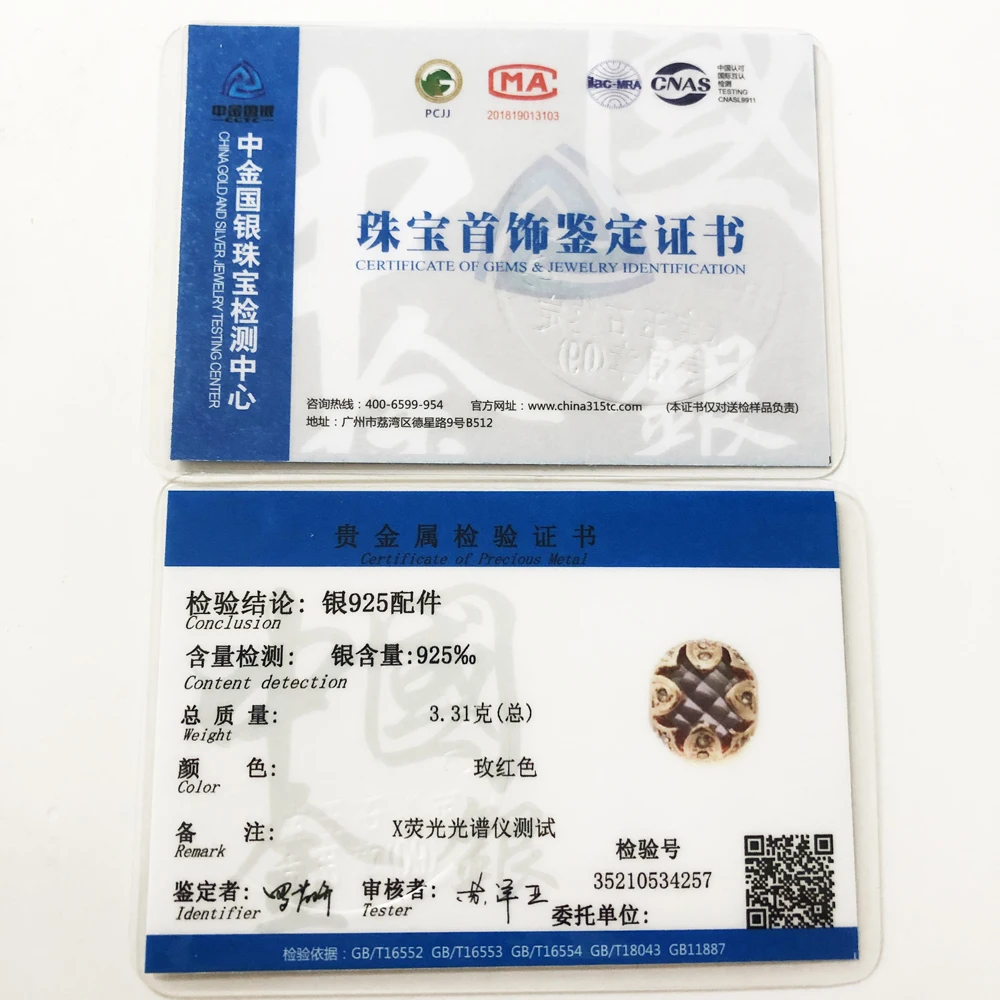 中金国银
CGTC
中金国银珠宝检测中心
CHINA GOLD AND SILVER JEWELRY TESTING CENTER
PCJJ
MA
201819013103
ilac-MRA
CNAS
中国认可
国际互认
检测
TESTING
CNASL9911
珠宝首饰鉴定证书
CERTIFICATE OF GEMS & JEWELRY IDENTIFICATION
咨询热线：400-6599-954 官方网址：www.china315tc.com (本证书仅对送检样品负责)
地址：广州市荔湾区德星路9号B512
贵金属检验证书
Certificate of Precious Metal
检验结论: 银925配件
Conclusion
含量检测: 银含量:925‰
Content detection
总质量: 3.31克(总)
Weight
颜色: 玫红色
Color
备注: X荧光光谱仪测试
Remark
检验号
35210534257
鉴定者:
Identifier
审核者:
Tester
委托单位:
检验依据：GB/T16552 GB/T16553 GB/T16554 GB/T18043 GB11887